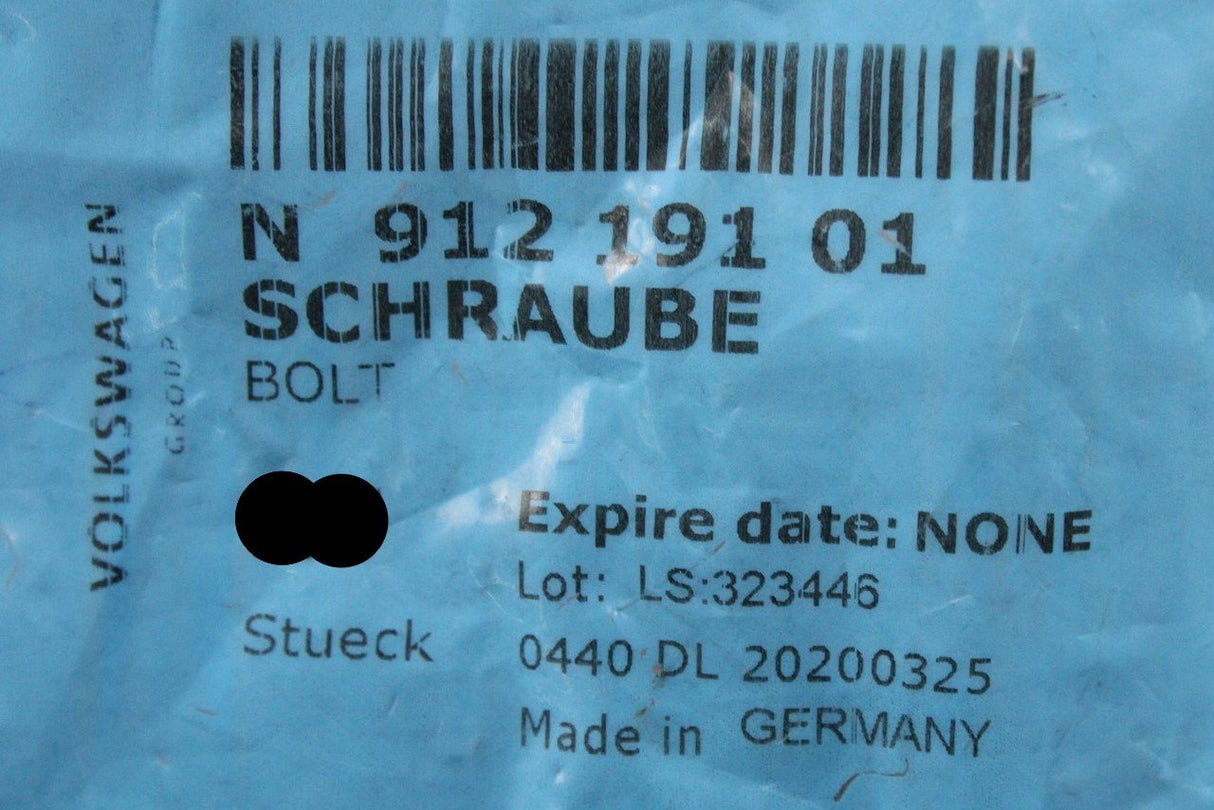 N 912 191 01
SCHRAUBE
BOLT
VOLKSWAGEN
GROUP
Expire date: NONE
Lot: LS:323446
Stueck
0440 DL 20200325
Made in GERMANY